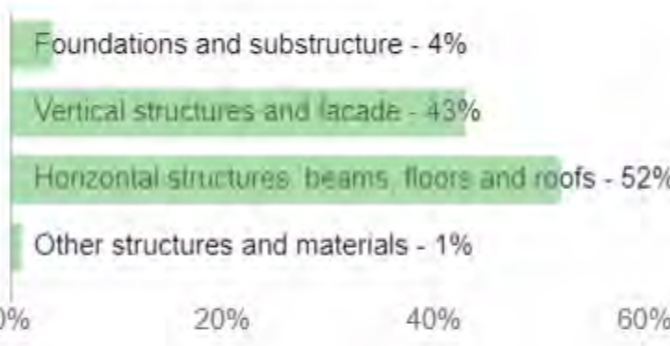 Foundations and substructure - 4%
Vertical structures and facade - 43%
Horizontal structures: beams, floors and roofs - 52%
Other structures and materials - 1%
0% 20% 40% 60%